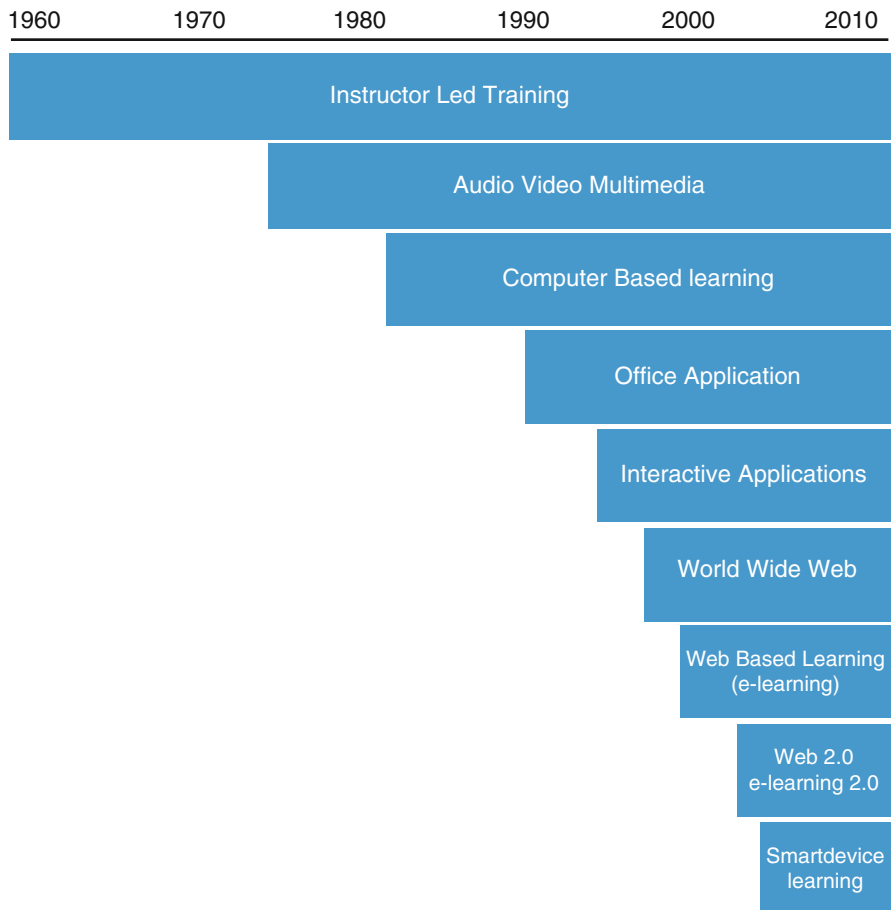 1960 1970 1980 1990 2000 2010
Instructor Led Training
Audio Video Multimedia
Computer Based learning
Office Application
Interactive Applications
World Wide Web
Web Based Learning
(e-learning)
Web 2.0
e-learning 2.0
Smartdevice
learning